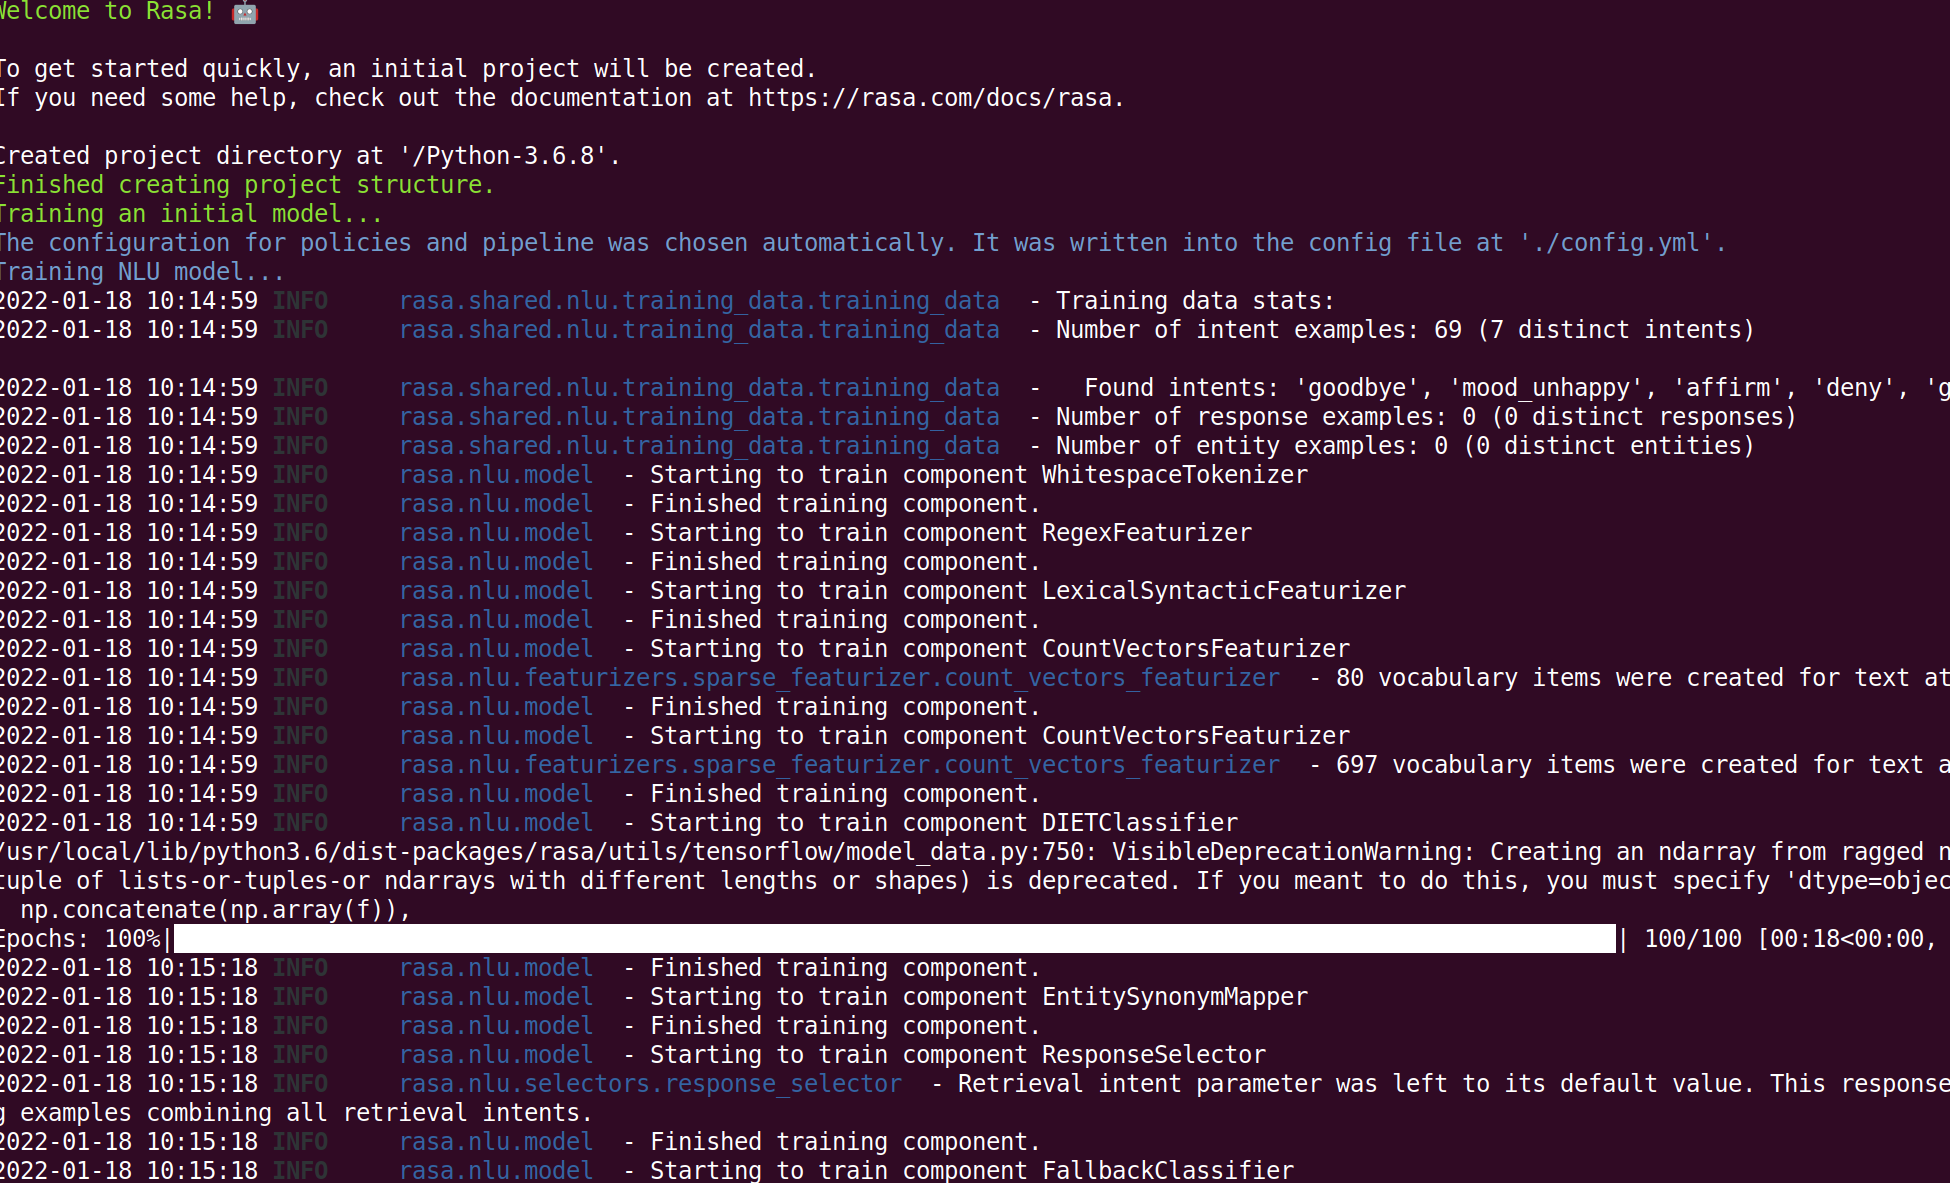 Welcome to Rasa! 🤖
To get started quickly, an initial project will be created.
If you need some help, check out the documentation at https://rasa.com/docs/rasa.
Created project directory at '/Python-3.6.8'.
Finished creating project structure.
Training an initial model...
The configuration for policies and pipeline was chosen automatically. It was written into the config file at './config.yml'.
Training NLU model...
2022-01-18 10:14:59 INFO     rasa.shared.nlu.training_data.training_data  - Training data stats:
2022-01-18 10:14:59 INFO     rasa.shared.nlu.training_data.training_data  - Number of intent examples: 69 (7 distinct intents)
2022-01-18 10:14:59 INFO     rasa.shared.nlu.training_data.training_data  -   Found intents: 'goodbye', 'mood_unhappy', 'affirm', 'deny', 'g
2022-01-18 10:14:59 INFO     rasa.shared.nlu.training_data.training_data  - Number of response examples: 0 (0 distinct responses)
2022-01-18 10:14:59 INFO     rasa.shared.nlu.training_data.training_data  - Number of entity examples: 0 (0 distinct entities)
2022-01-18 10:14:59 INFO     rasa.nlu.model  - Starting to train component WhitespaceTokenizer
2022-01-18 10:14:59 INFO     rasa.nlu.model  - Finished training component.
2022-01-18 10:14:59 INFO     rasa.nlu.model  - Starting to train component RegexFeaturizer
2022-01-18 10:14:59 INFO     rasa.nlu.model  - Finished training component.
2022-01-18 10:14:59 INFO     rasa.nlu.model  - Starting to train component LexicalSyntacticFeaturizer
2022-01-18 10:14:59 INFO     rasa.nlu.model  - Finished training component.
2022-01-18 10:14:59 INFO     rasa.nlu.model  - Starting to train component CountVectorsFeaturizer
2022-01-18 10:14:59 INFO     rasa.nlu.featurizers.sparse_featurizer.count_vectors_featurizer  - 80 vocabulary items were created for text at
2022-01-18 10:14:59 INFO     rasa.nlu.model  - Finished training component.
2022-01-18 10:14:59 INFO     rasa.nlu.model  - Starting to train component CountVectorsFeaturizer
2022-01-18 10:14:59 INFO     rasa.nlu.featurizers.sparse_featurizer.count_vectors_featurizer  - 697 vocabulary items were created for text a
2022-01-18 10:14:59 INFO     rasa.nlu.model  - Finished training component.
2022-01-18 10:14:59 INFO     rasa.nlu.model  - Starting to train component DIETClassifier
/usr/local/lib/python3.6/dist-packages/rasa/utils/tensorflow/model_data.py:750: VisibleDeprecationWarning: Creating an ndarray from ragged n
tuple of lists-or-tuples-or ndarrays with different lengths or shapes) is deprecated. If you meant to do this, you must specify 'dtype=objec
  np.concatenate(np.array(f)),
Epochs: 100%| | 100/100 [00:18<00:00,
2022-01-18 10:15:18 INFO     rasa.nlu.model  - Finished training component.
2022-01-18 10:15:18 INFO     rasa.nlu.model  - Starting to train component EntitySynonymMapper
2022-01-18 10:15:18 INFO     rasa.nlu.model  - Finished training component.
2022-01-18 10:15:18 INFO     rasa.nlu.model  - Starting to train component ResponseSelector
2022-01-18 10:15:18 INFO     rasa.nlu.selectors.response_selector  - Retrieval intent parameter was left to its default value. This response
g examples combining all retrieval intents.
2022-01-18 10:15:18 INFO     rasa.nlu.model  - Finished training component.
2022-01-18 10:15:18 INFO     rasa.nlu.model  - Starting to train component FallbackClassifier